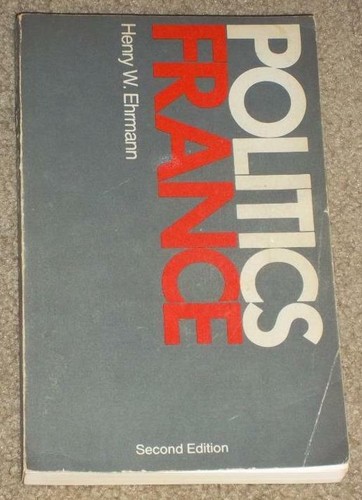 POLITICS
FRANCE
Henry W. Ehrmann
Second Edition